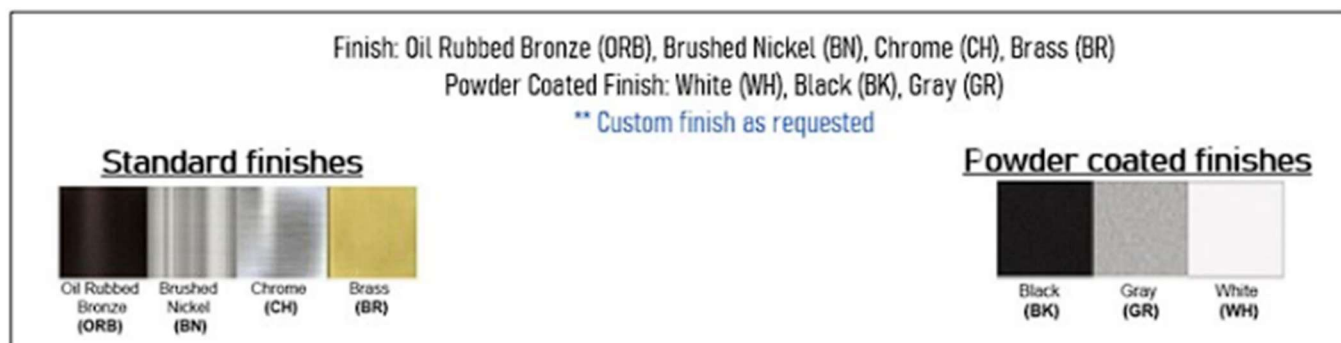 Finish: Oil Rubbed Bronze (ORB), Brushed Nickel (BN), Chrome (CH), Brass (BR)
Powder Coated Finish: White (WH), Black (BK), Gray (GR)
** Custom finish as requested
Standard finishes
Powder coated finishes
Oil Rubbed
Bronze
(ORB)
Brushed
Nickel
(BN)
Chrome
(CH)
Brass
(BR)
Black
(BK)
Gray
(GR)
White
(WH)